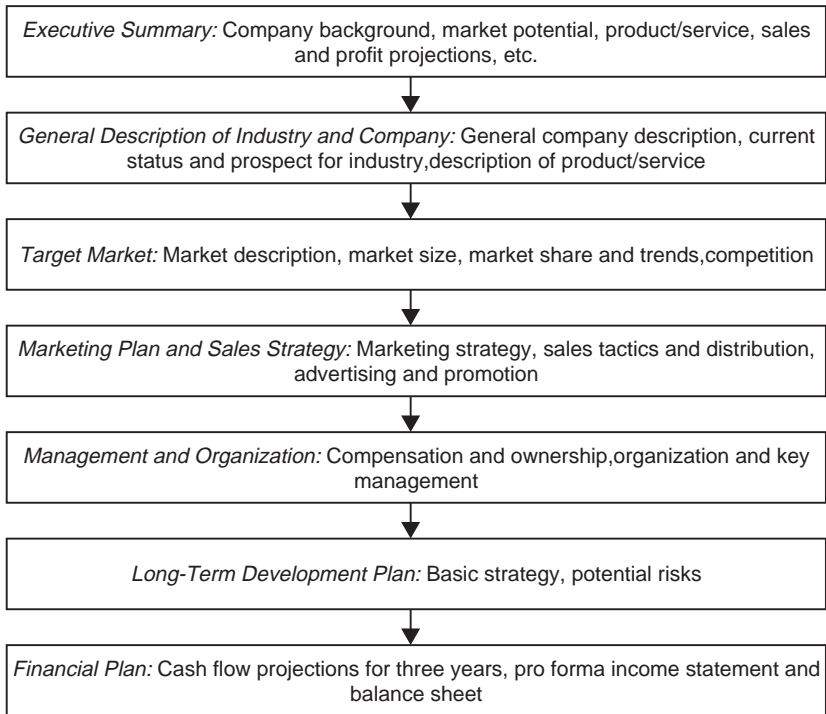 Executive Summary: Company background, market potential, product/service, sales
and profit projections, etc.
General Description of Industry and Company: General company description, current
status and prospect for industry,description of product/service
Target Market: Market description, market size, market share and trends,competition
Marketing Plan and Sales Strategy: Marketing strategy, sales tactics and distribution,
advertising and promotion
Management and Organization: Compensation and ownership,organization and key
management
Long-Term Development Plan: Basic strategy, potential risks
Financial Plan: Cash flow projections for three years, pro forma income statement and
balance sheet